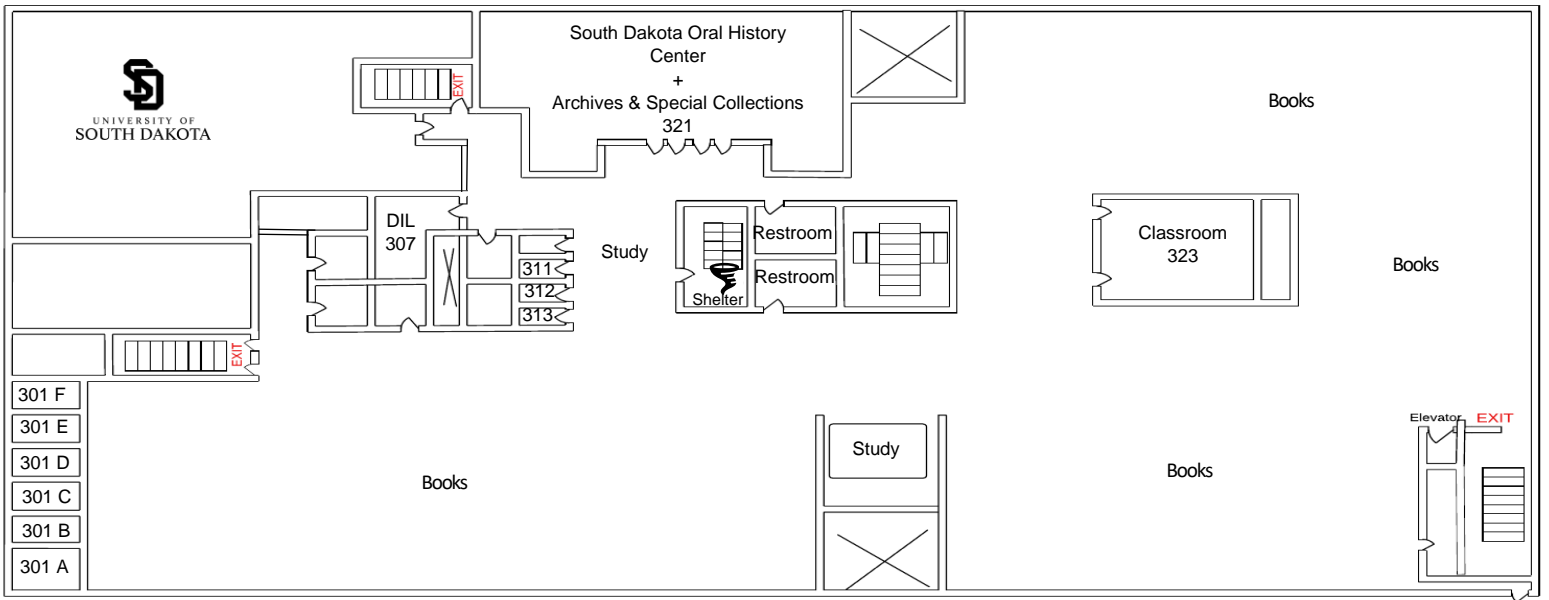 South Dakota Oral History
Center
+
Archives & Special Collections
321
EXIT
Books
SD
UNIVERSITY OF
SOUTH DAKOTA
DIL
307
Study
Restroom
Restroom
Shelter
Classroom
323
Books
311
312
313
EXIT
301 F
301 E
301 D
301 C
301 B
301 A
Books
Study
Books
Elevator
EXIT